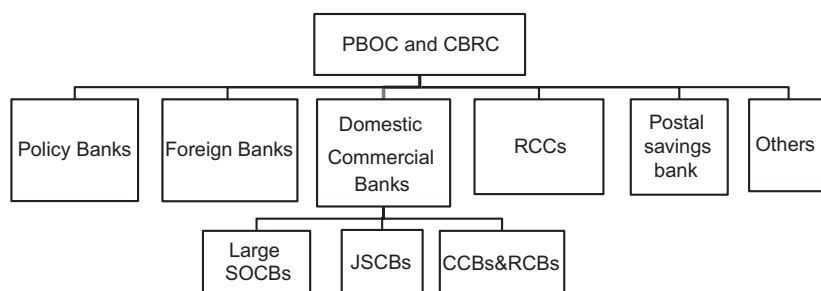 PBOC and CBRC
Policy Banks
Foreign Banks
Domestic
Commercial
Banks
RCCs
Postal
savings
bank
Others
Large
SOCBs
JSCBs
CCBs&RCBs